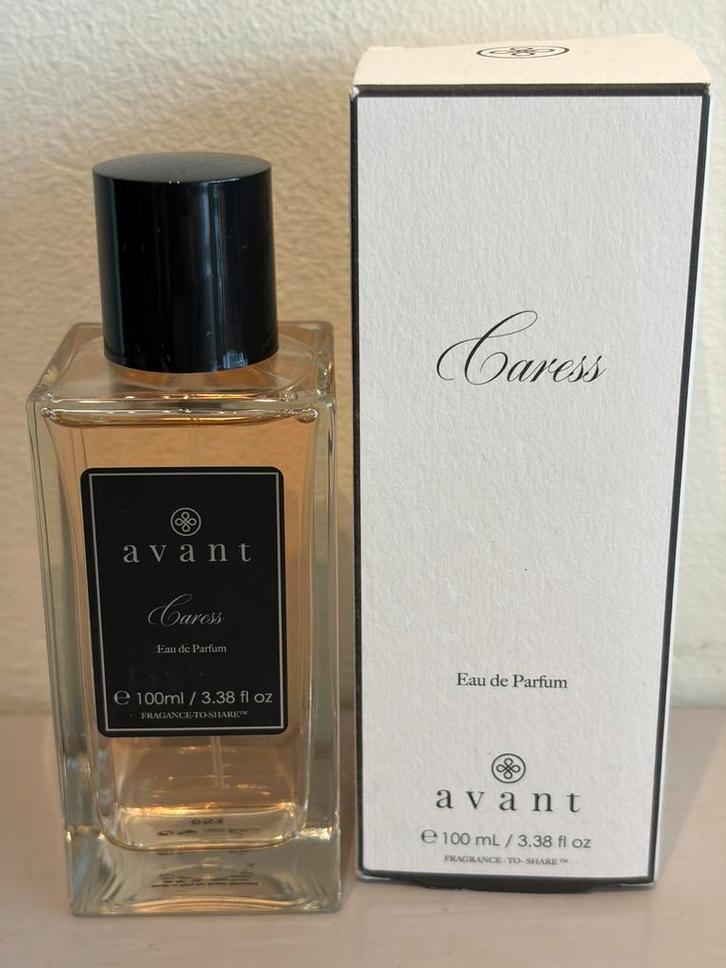 avant
Caress
Eau de Parfum
℮ 100ml / 3.38 fl oz
FRAGANCE-TO-SHARE™
Caress
Eau de Parfum
avant
℮ 100 mL / 3.38 fl oz
FRAGRANCE-TO-SHARE™